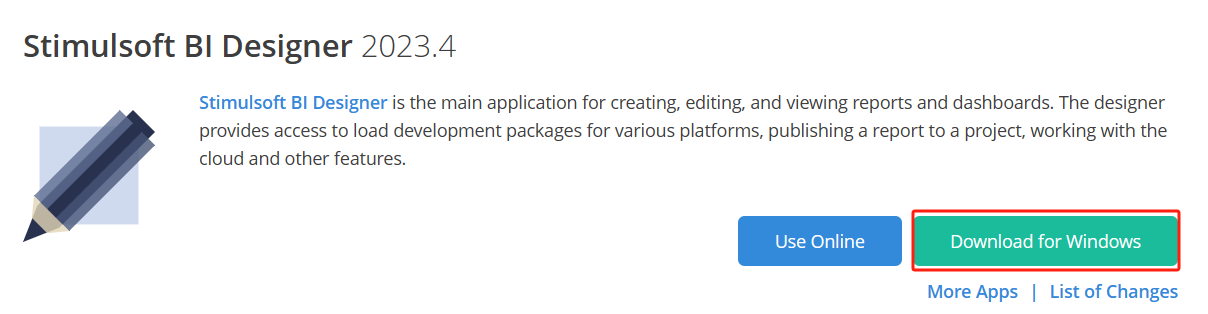 Stimulsoft BI Designer 2023.4
Stimulsoft BI Designer is the main application for creating, editing, and viewing reports and dashboards. The designer
provides access to load development packages for various platforms, publishing a report to a project, working with the
cloud and other features.
Use Online
Download for Windows
More Apps | List of Changes